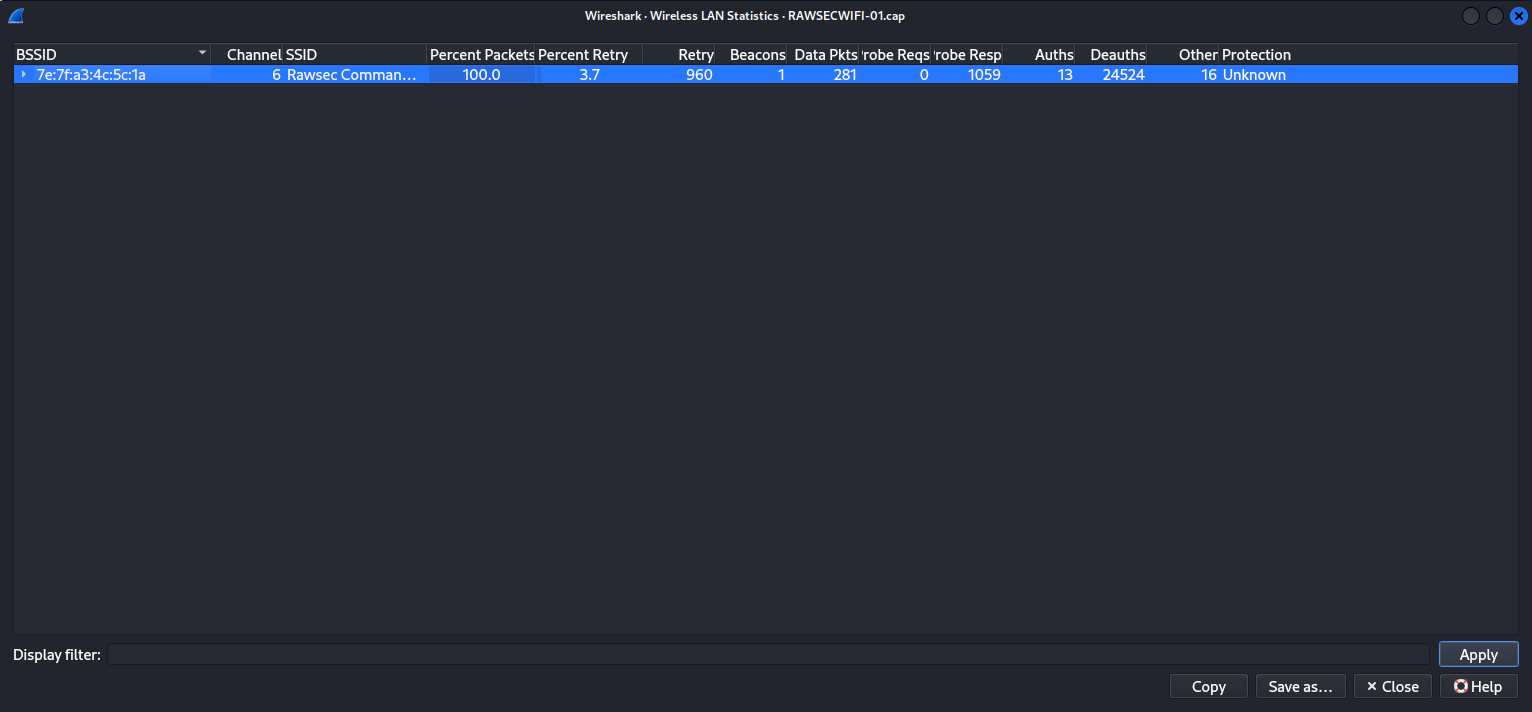 Wireshark · Wireless LAN Statistics · RAWSECWIFI-01.cap
BSSID Channel SSID Percent Packets Percent Retry Retry Beacons Data Pkts robe Reqs robe Resp Auths Deauths Other Protection
7e:7f:a3:4c:5c:1a 6 Rawsec Comman... 100.0 3.7 960 1 281 0 1059 13 24524 16 Unknown
Display filter: Apply
Copy Save as... × Close Help